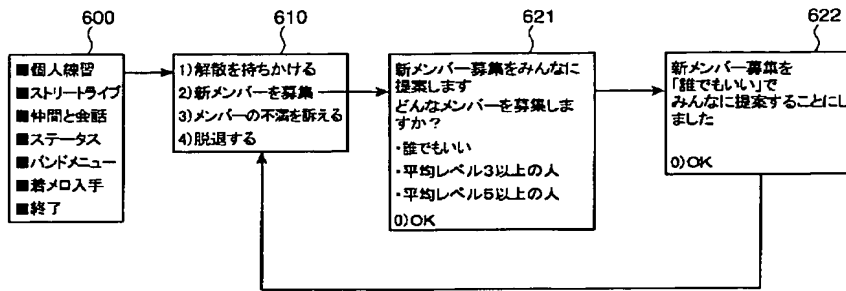 600
■個人練習
■ストリートライブ
■仲間と会話
■ステータス
■バンドメニュー
■着メロ入手
■終了
610
1)解散を持ちかける
2)新メンバーを募集
3)メンバーの不満を訴える
4)脱退する
621
新メンバー募集をみんなに
提案します
どんなメンバーを募集しま
すか？
・誰でもいい
・平均レベル3以上の人
・平均レベル5以上の人
0)OK
622
新メンバー募集を
「誰でもいい」で
みんなに提案することにし
ました
0)OK